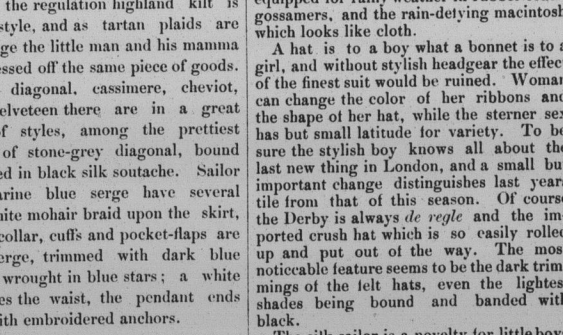 the regulation highland kilt is
style, and as tartan plaids are
ge the little man and his mamma
essed off the same piece of goods.
diagonal, cassimere, cheviot,
elveteen there are in a great
of styles, among the prettiest
of stone-grey diagonal, bound
ed in black silk soutache. Sailor
arine blue serge have several
hite mohair braid upon the skirt,
collar, cuffs and pocket-flaps are
erge, trimmed with dark blue
wrought in blue stars; a white
es the waist, the pendant ends
ith embroidered anchors.
gossamers, and the rain-defying macintosh
which looks like cloth.
A hat is to a boy what a bonnet is to a
girl, and without stylish headgear the effec
of the finest suit would be ruined. Woman
can change the color of her ribbons and
the shape of her hat, while the sterner sex
has but small latitude for variety. To be
sure the stylish boy knows all about the
last new thing in London, and a small bu
important change distinguishes last year
tile from that of this season. Of course
the Derby is always de regle and the im-
ported crush hat which is so easily rolled
up and put out of the way. The mos
noticeable feature seems to be the dark trim
mings of the felt hats, even the lightes
shades being bound and banded with
black.